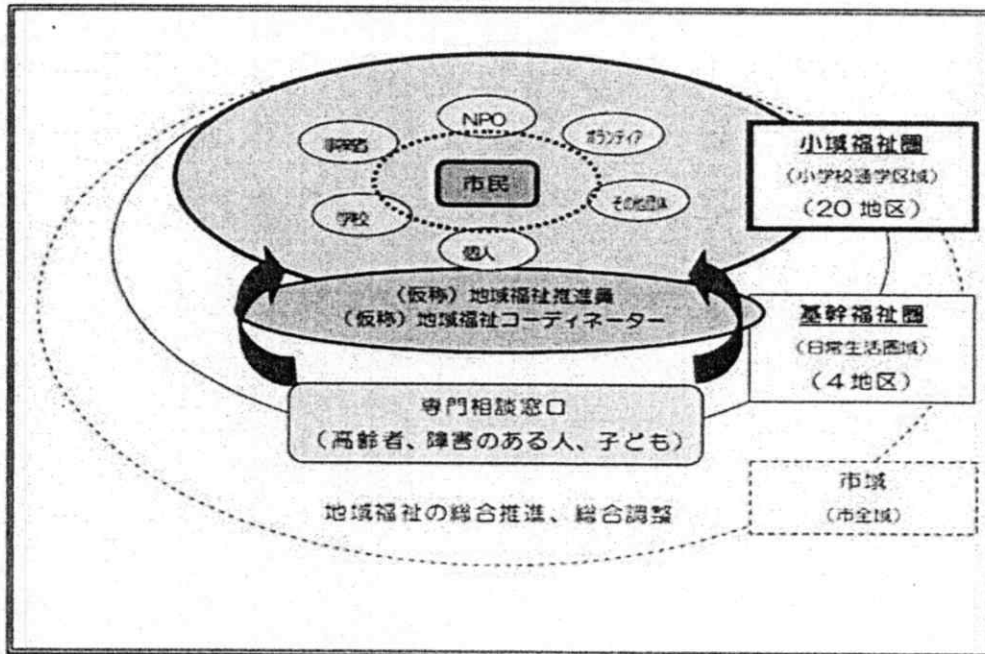 NPO
事業者
ボランティア
市民
学校
その他団体
個人
小域福祉圏
（小学校通学区域）
（20地区）
（仮称）地域福祉推進員
（仮称）地域福祉コーディネーター
基幹福祉圏
（日常生活圏域）
（4地区）
専門相談窓口
（高齢者、障害のある人、子ども）
市域
（市全域）
地域福祉の総合推進、総合調整